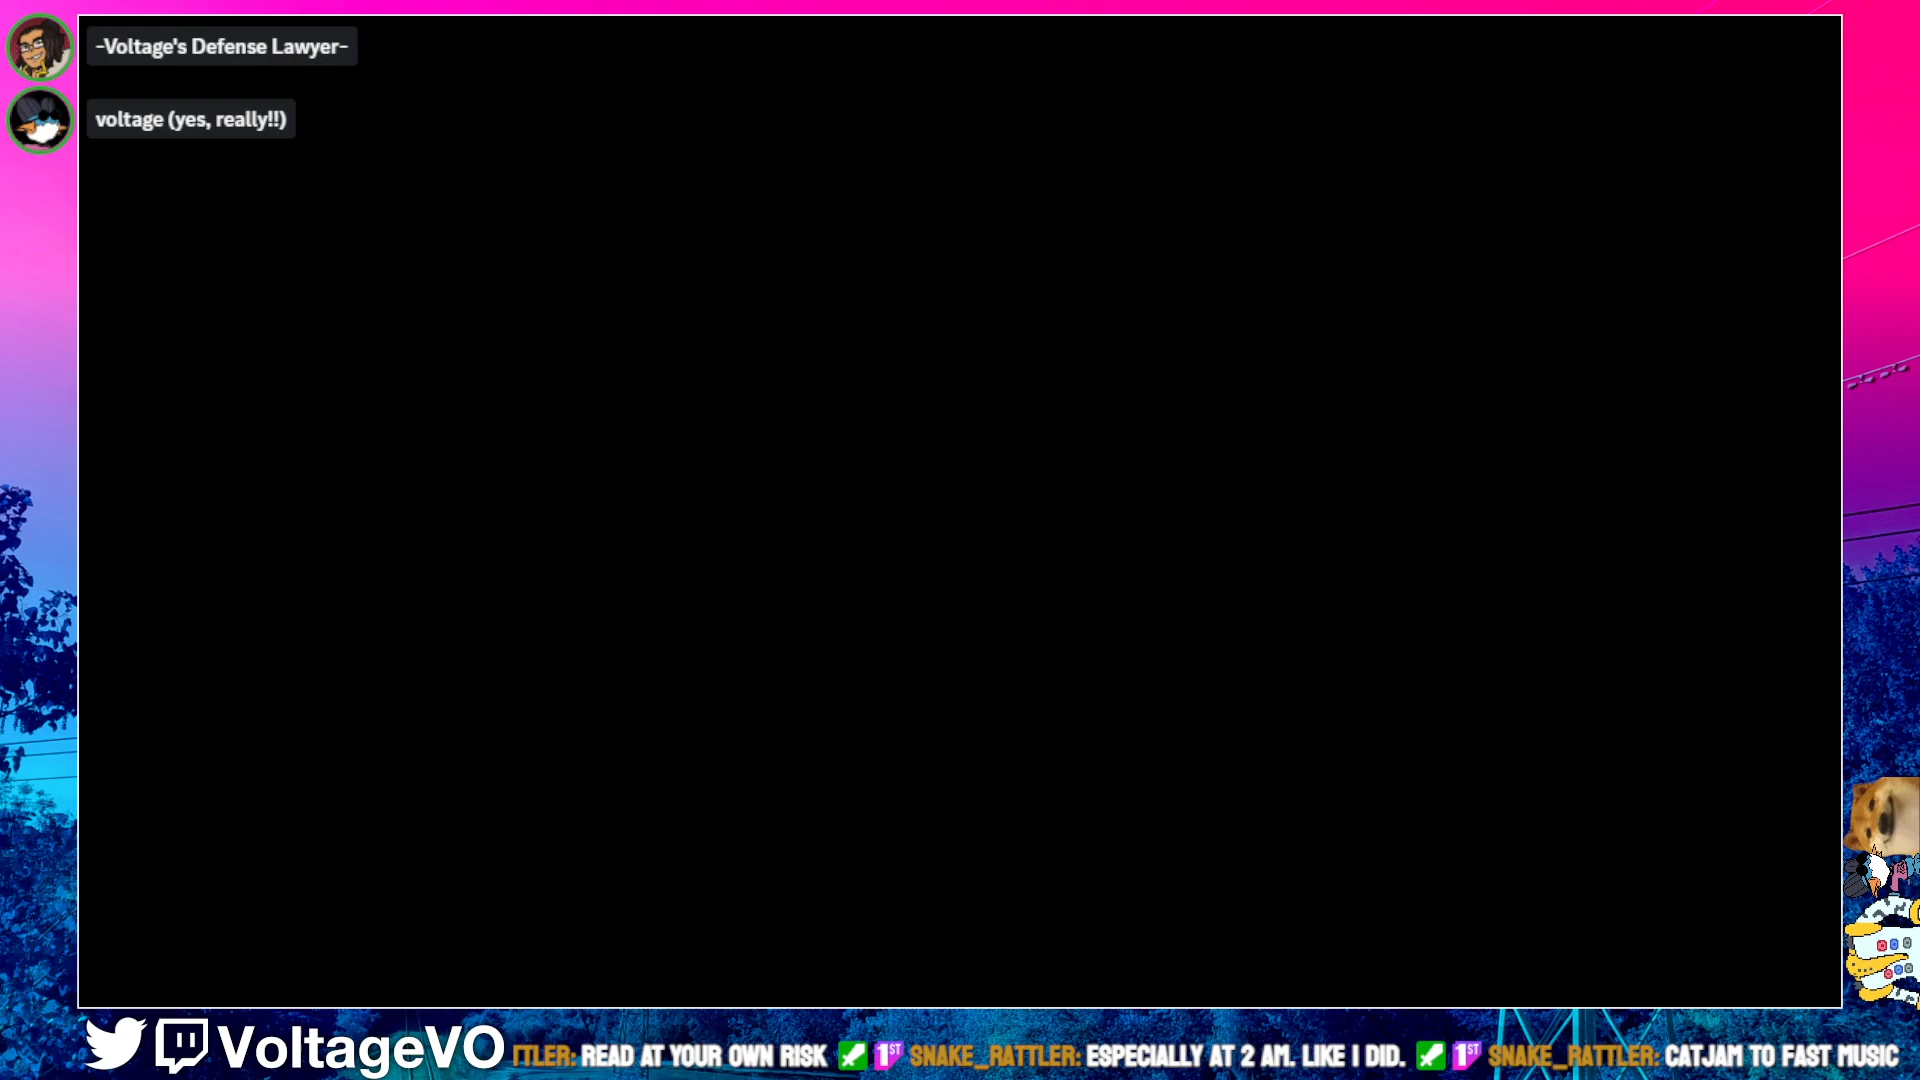 -Voltage's Defense Lawyer-
voltage (yes, really!!)
VoltageVO
TTLER: READ AT YOUR OWN RISK 1ST SNAKE_RATTLER: ESPECIALLY AT 2 AM. LIKE I DID. 1ST SNAKE_RATTLER: CATJAM TO FAST MUSIC